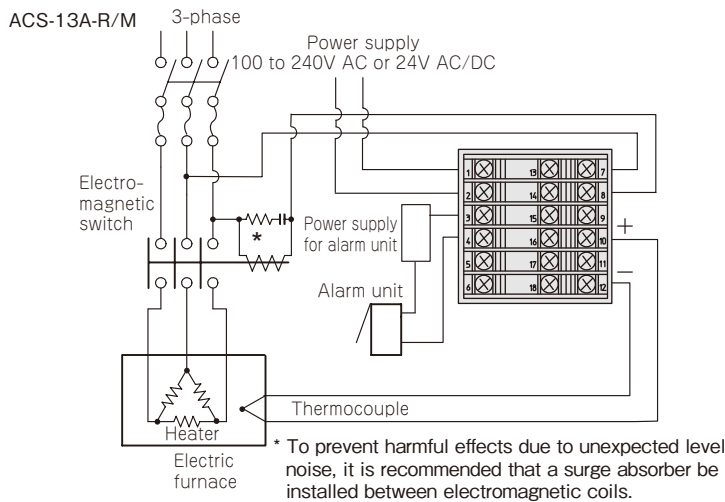 ACS-13A-R/M
3-phase
Power supply
100 to 240V AC or 24V AC/DC
Electro-
magnetic
switch
*
Power supply
for alarm unit
Alarm unit
1 13 7
2 14 8
3 15 9
4 16 10
5 17 11
6 18 12
+
−
Thermocouple
Heater
Electric
furnace
* To prevent harmful effects due to unexpected level
noise, it is recommended that a surge absorber be
installed between electromagnetic coils.